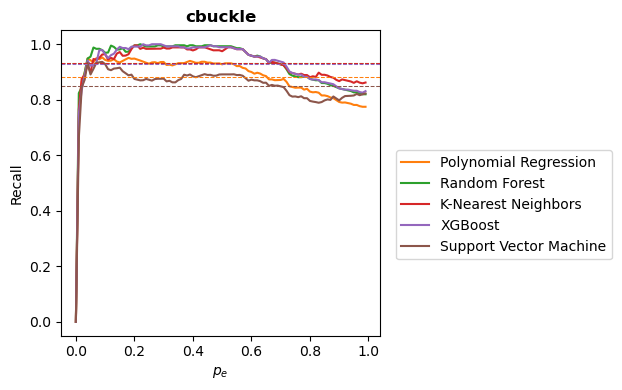 cbuckle
Recall
1.0
0.8
0.6
0.4
0.2
0.0
0.0 0.2 0.4 0.6 0.8 1.0
p_e
Polynomial Regression
Random Forest
K-Nearest Neighbors
XGBoost
Support Vector Machine